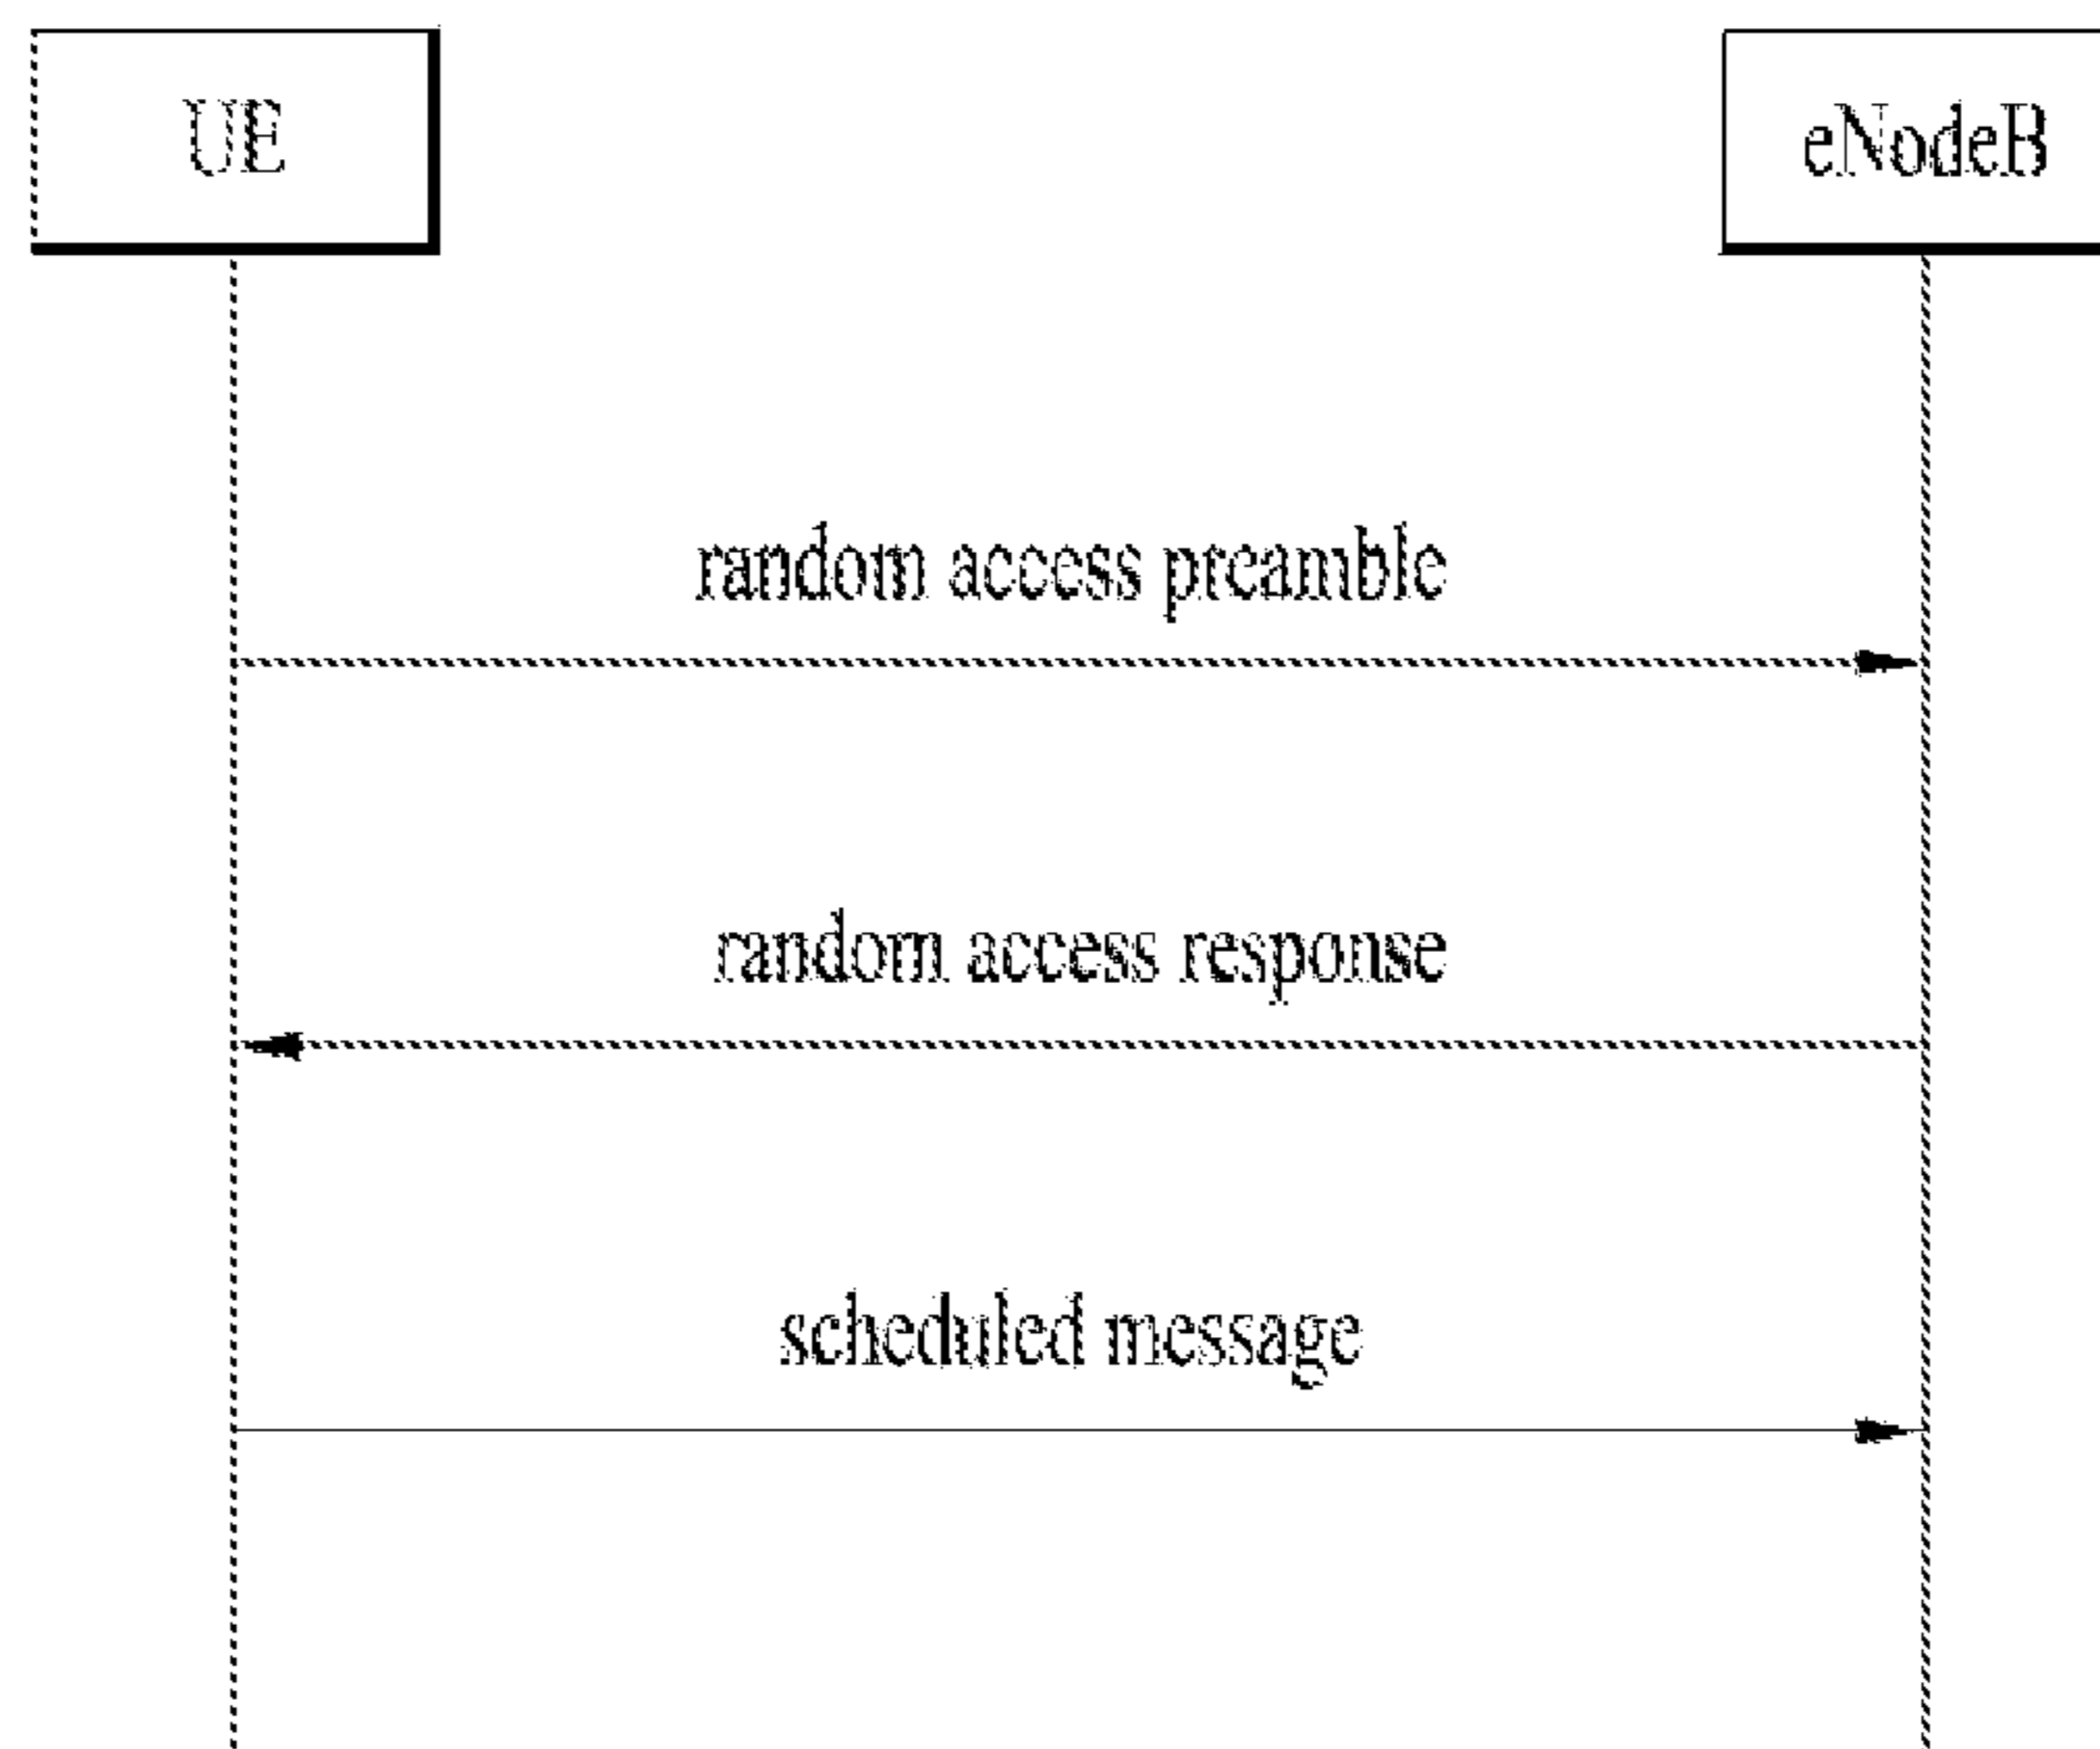 UE
eNodeB
random access preamble
random access response
scheduled message